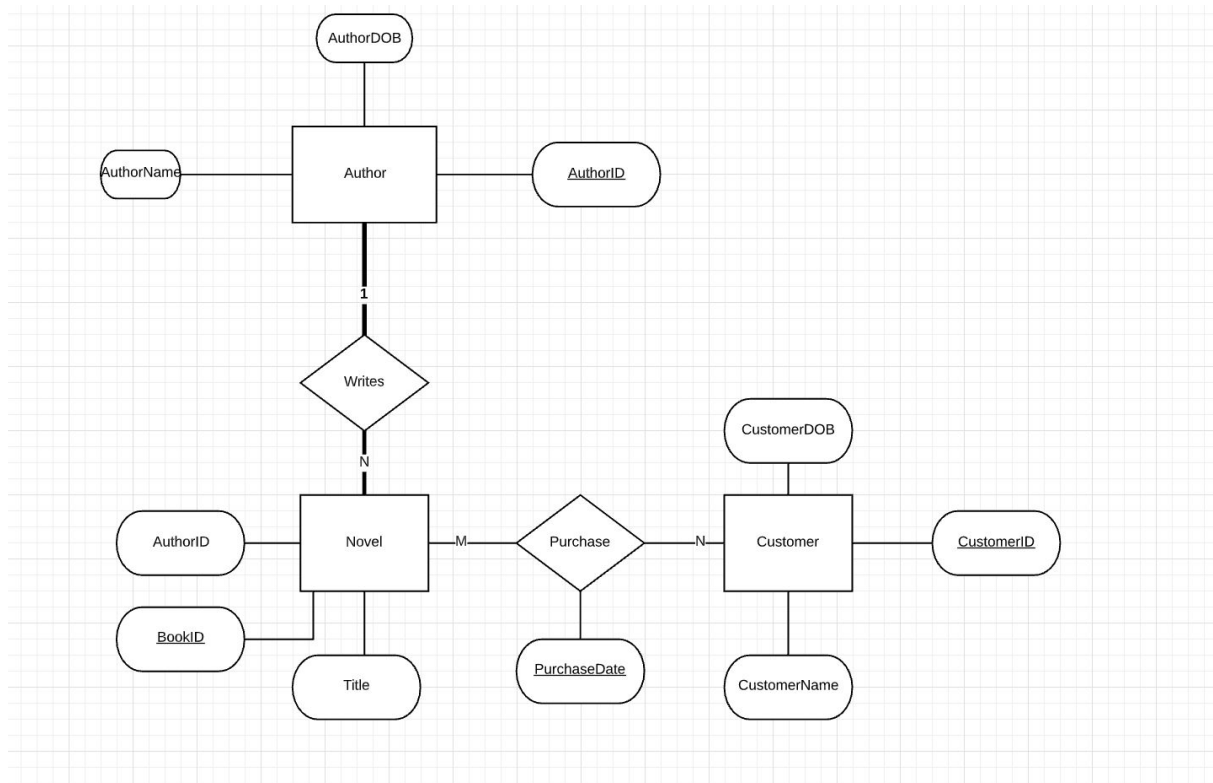 AuthorDOB
AuthorName
Author
AuthorID
1
Writes
N
CustomerDOB
AuthorID
Novel
M
Purchase
N
Customer
CustomerID
BookID
Title
PurchaseDate
CustomerName